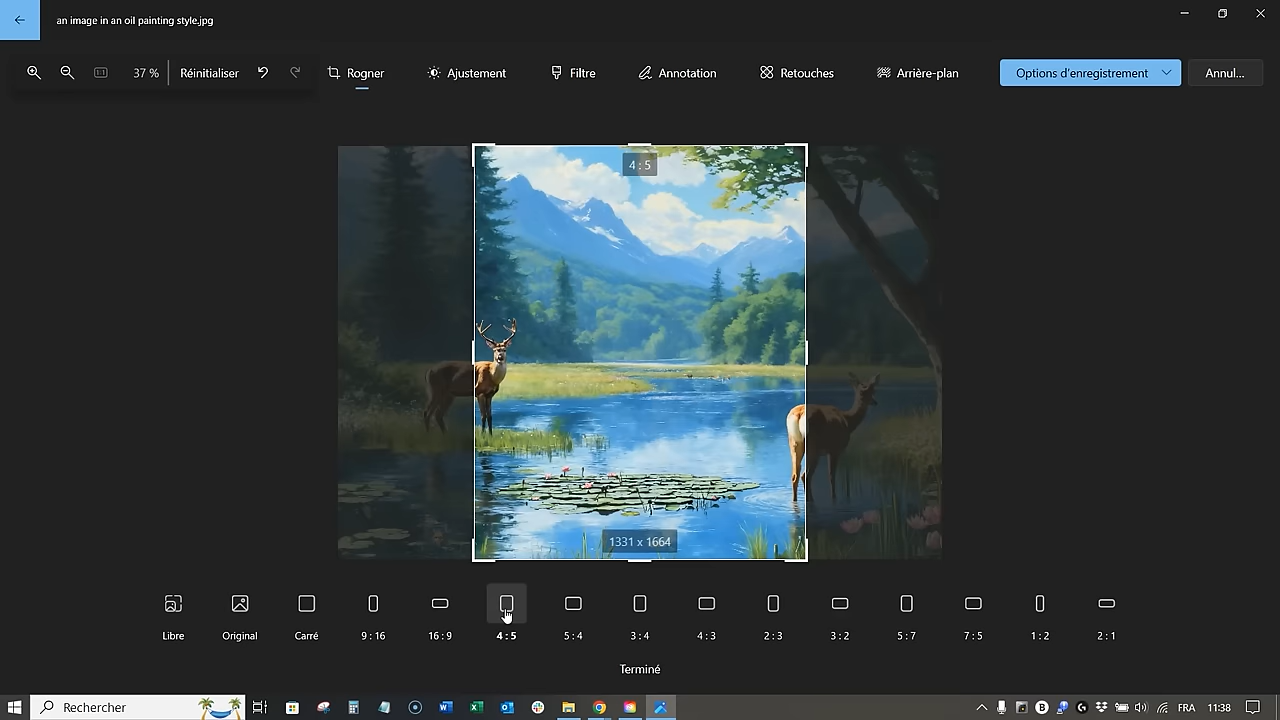 an image in an oil painting style.jpg
37 %
Réinitialiser
Rogner
Ajustement
Filtre
Annotation
Retouches
Arrière-plan
Options d'enregistrement
Annul...
4 : 5
1331 x 1664
Libre
Original
Carré
9 : 16
16 : 9
4 : 5
5 : 4
3 : 4
4 : 3
2 : 3
3 : 2
5 : 7
7 : 5
1 : 2
2 : 1
Terminé
Rechercher
FRA
11:38